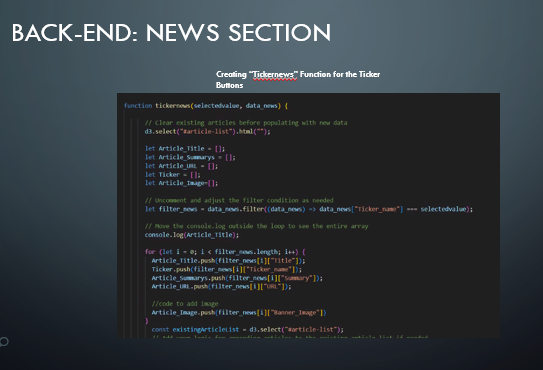 BACK-END: NEWS SECTION
Creating "Tickernews" Function for the Ticker
Buttons
function tickernews(selectedvalue, data_news) {
// Clear existing articles before populating with new data
d3.select("#article-list").html("");
let Article_Title = [];
let Article_Summarys = [];
let Article_URL = [];
let Ticker = [];
let Article_Image=[];
// Uncomment and adjust the filter condition as needed
let filter_news = data_news.filter((data_news) => data_news["Ticker_name"] === selectedvalue);
// Move the console.log outside the loop to see the entire array
console.log(Article_Title);
for (let i = 0; i < filter_news.length; i++) {
Article_Title.push(filter_news[i]["Title"]);
Ticker.push(filter_news[i]["Ticker_name"]);
Article_Summarys.push(filter_news[i]["Summary"]);
Article_URL.push(filter_news[i]["URL"]);
//code to add image
Article_Image.push(filter_news[i]["Banner_Image"])
}
const existingArticleList = d3.select("#article-list");